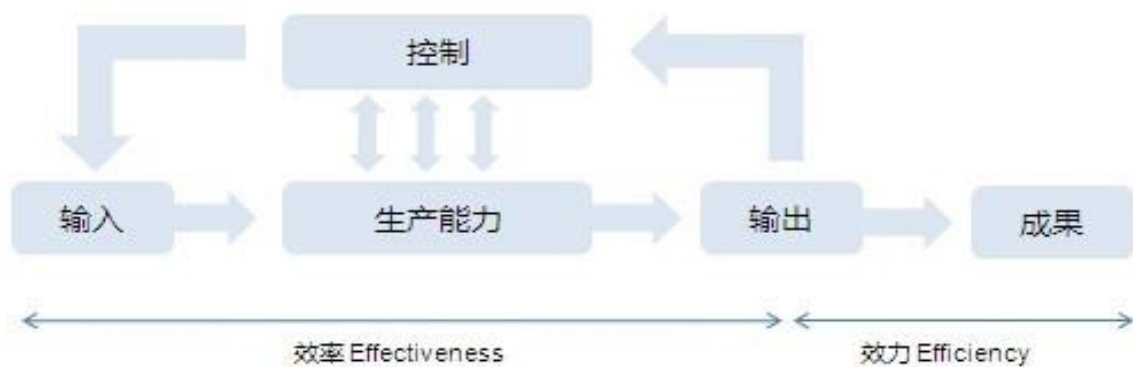 控制
输入
生产能力
输出
成果
效率 Effectiveness
效力 Efficiency